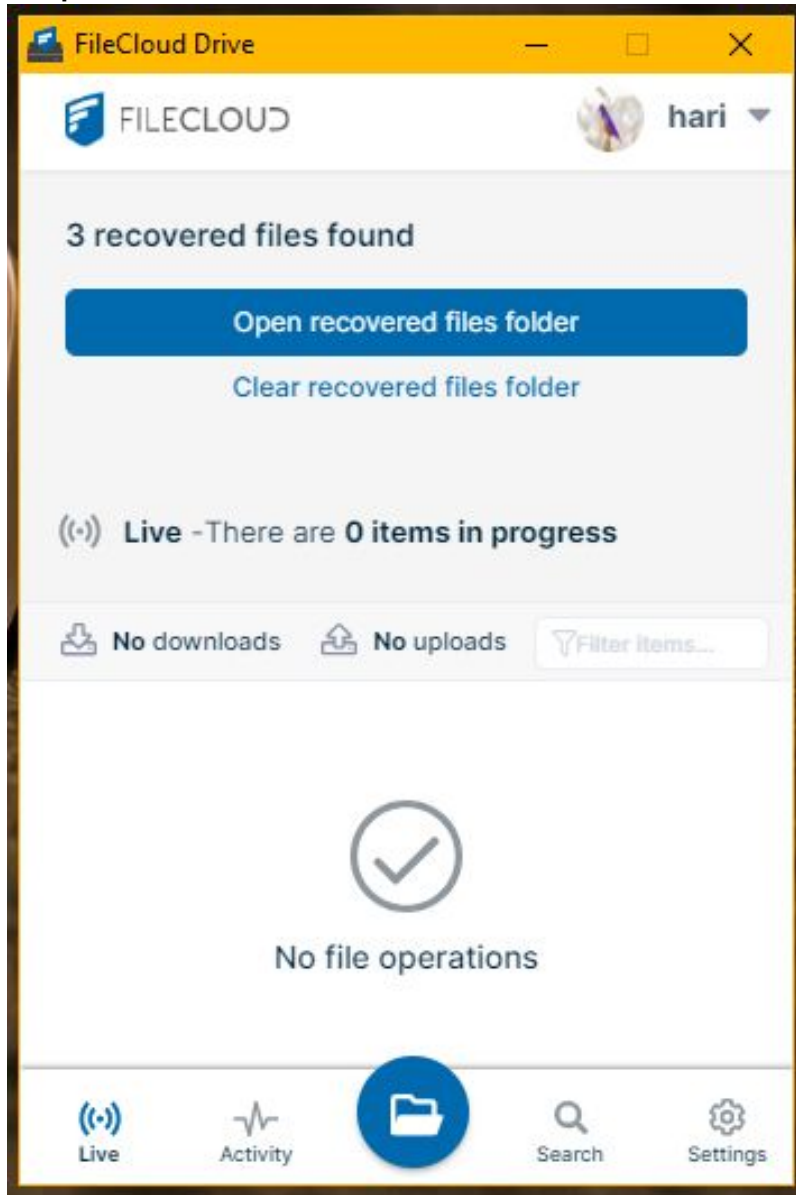 FileCloud Drive
FILECLOUD
hari
3 recovered files found
Open recovered files folder
Clear recovered files folder
Live - There are 0 items in progress
No downloads No uploads Filter items...
No file operations
Live Activity Search Settings